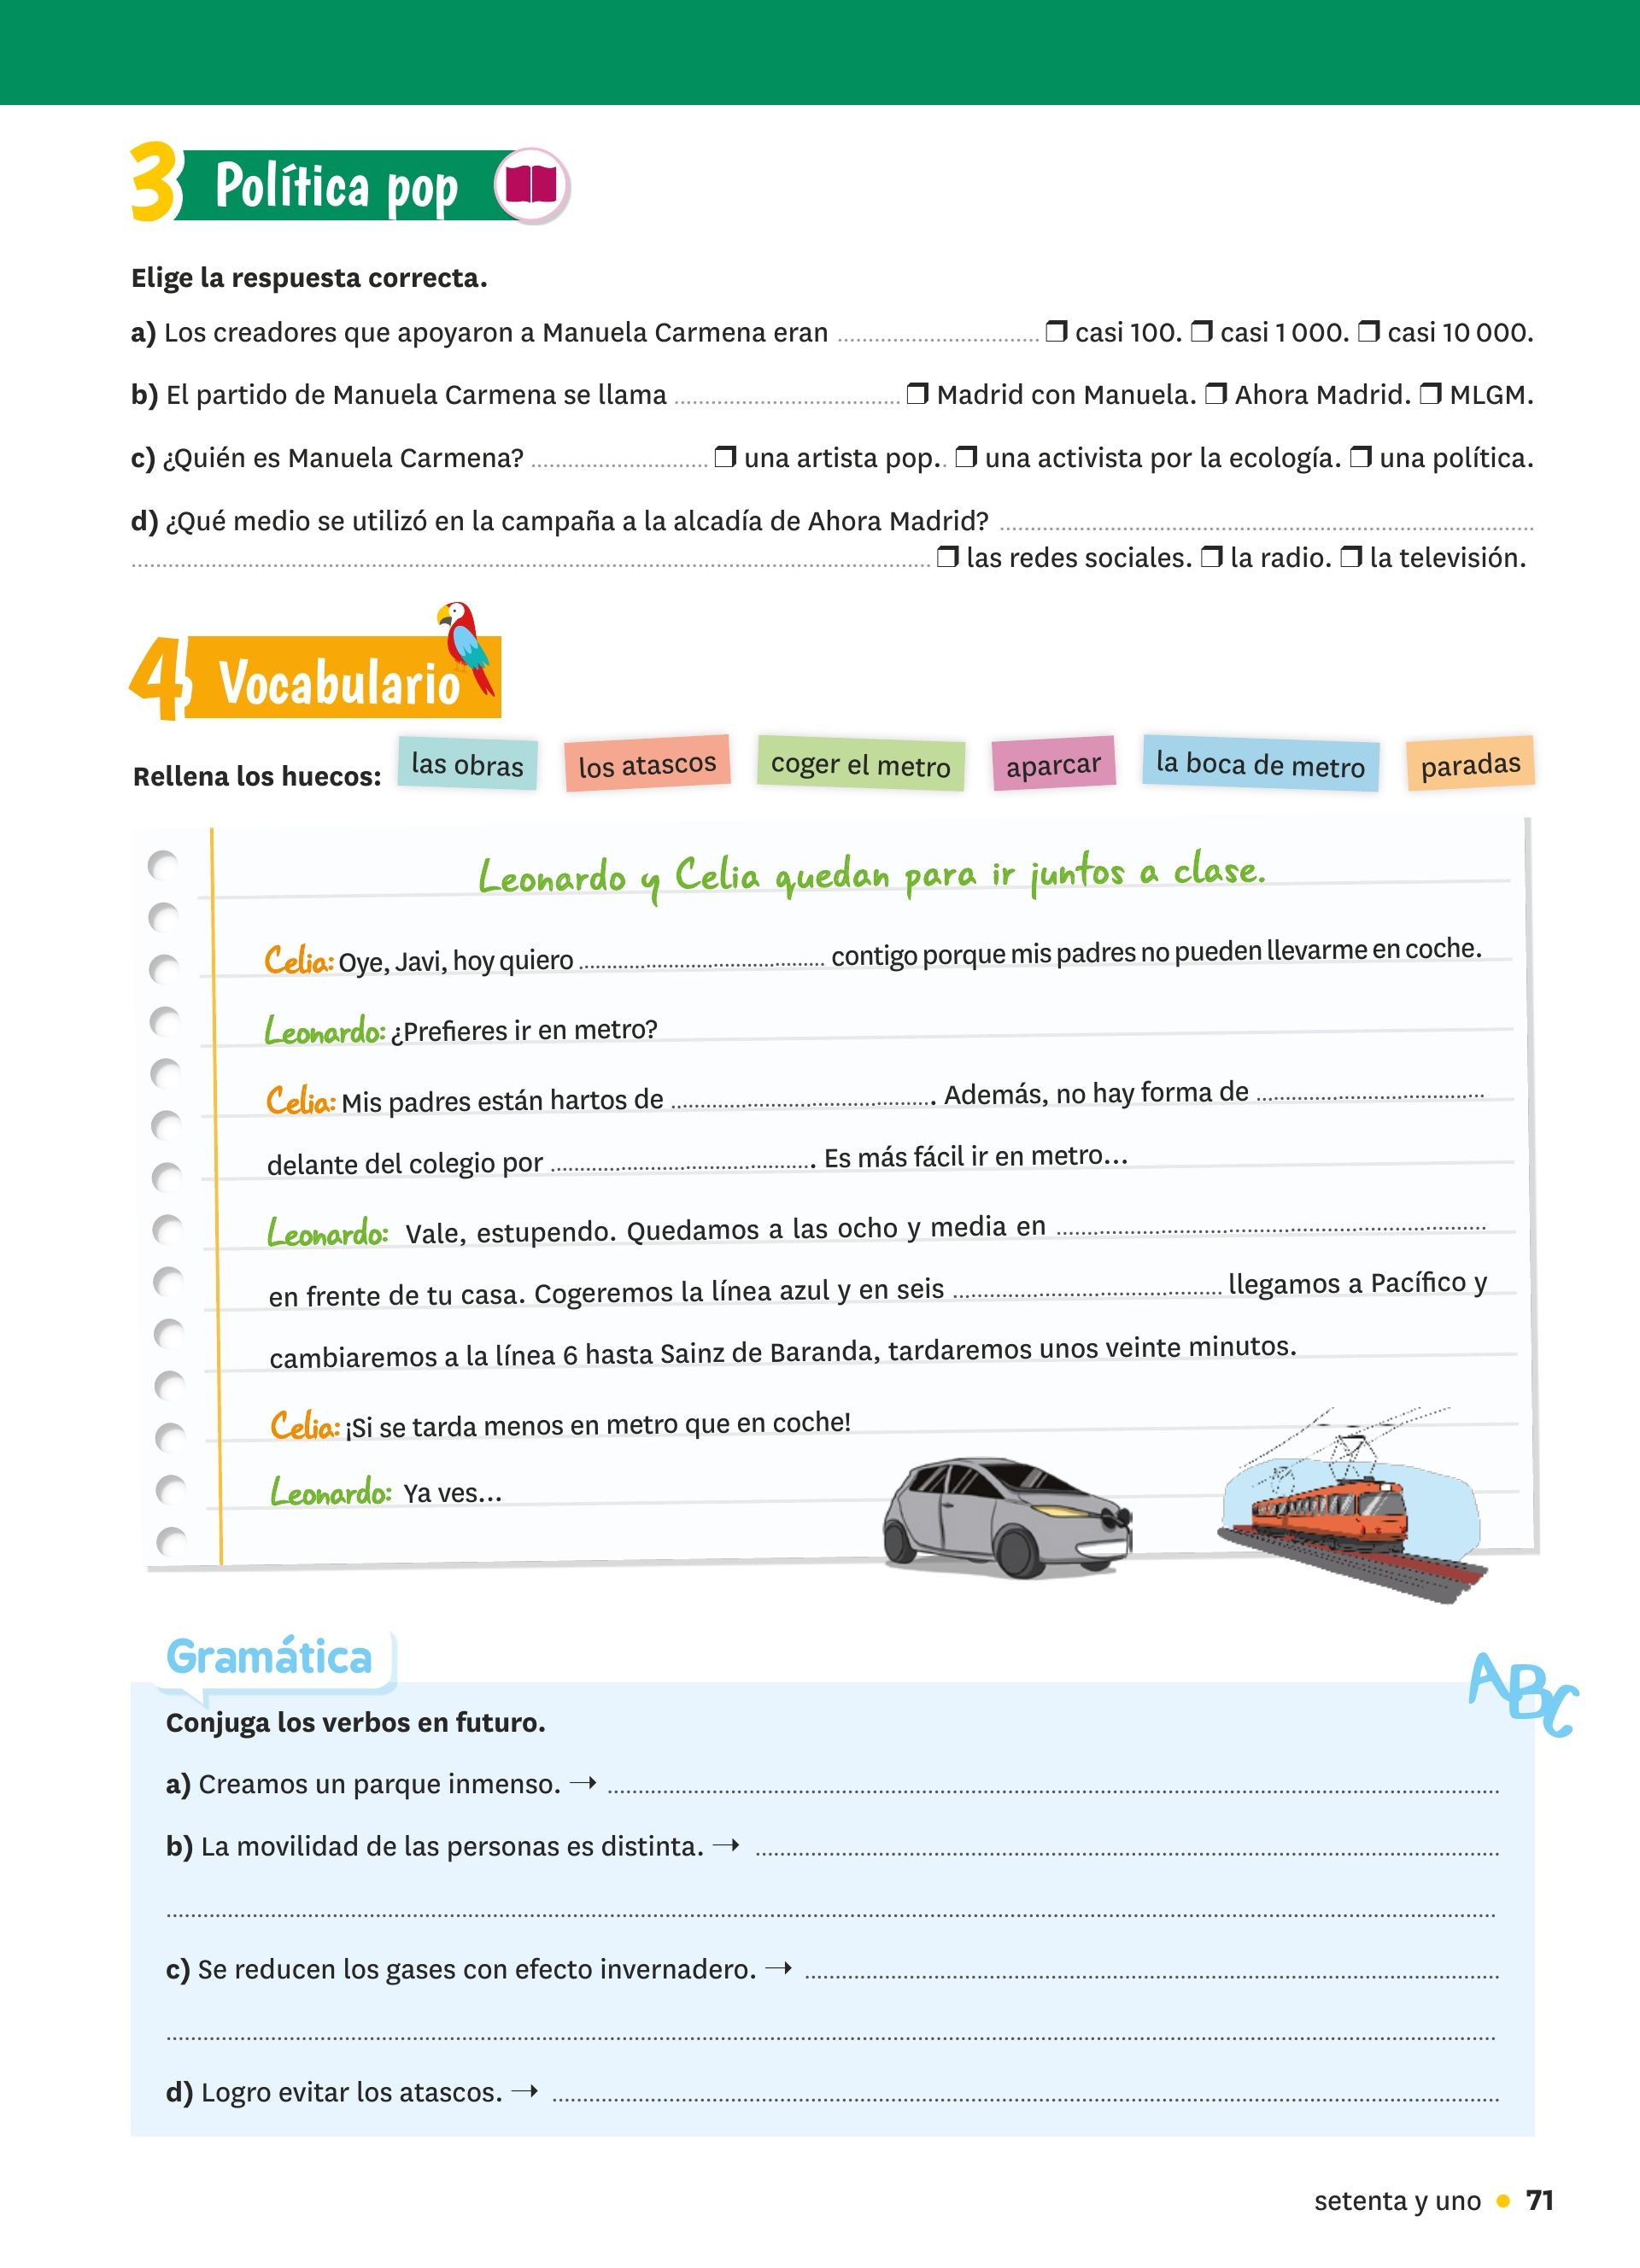 3 Política pop
Elige la respuesta correcta.
a) Los creadores que apoyaron a Manuela Carmena eran .................................. ❒ casi 100. ❒ casi 1 000. ❒ casi 10 000.
b) El partido de Manuela Carmena se llama ...................................... ❒ Madrid con Manuela. ❒ Ahora Madrid. ❒ MLGM.
c) ¿Quién es Manuela Carmena? .............................. ❒ una artista pop.. ❒ una activista por la ecología. ❒ una política.
d) ¿Qué medio se utilizó en la campaña a la alcadía de Ahora Madrid? ..........................................................................................
....................................................................................................................................... ❒ las redes sociales. ❒ la radio. ❒ la televisión.
4 Vocabulario
Rellena los huecos: las obras los atascos coger el metro aparcar la boca de metro paradas
Leonardo y Celia quedan para ir juntos a clase.
Celia: Oye, Javi, hoy quiero .......................................... contigo porque mis padres no pueden llevarme en coche.
Leonardo: ¿Prefieres ir en metro?
Celia: Mis padres están hartos de ............................................ . Además, no hay forma de .......................................
delante del colegio por ............................................ . Es más fácil ir en metro...
Leonardo: Vale, estupendo. Quedamos a las ocho y media en ..........................................................................
en frente de tu casa. Cogeremos la línea azul y en seis .............................................. llegamos a Pacífico y
cambiaremos a la línea 6 hasta Sainz de Baranda, tardaremos unos veinte minutos.
Celia: ¡Si se tarda menos en metro que en coche!
Leonardo: Ya ves...
Gramática
ABC
Conjuga los verbos en futuro.
a) Creamos un parque inmenso. → ..........................................................................................
b) La movilidad de las personas es distinta. → ..........................................................................................
..........................................................................................
c) Se reducen los gases con efecto invernadero. → ..........................................................................................
..........................................................................................
d) Logro evitar los atascos. → ..........................................................................................
setenta y uno • 71